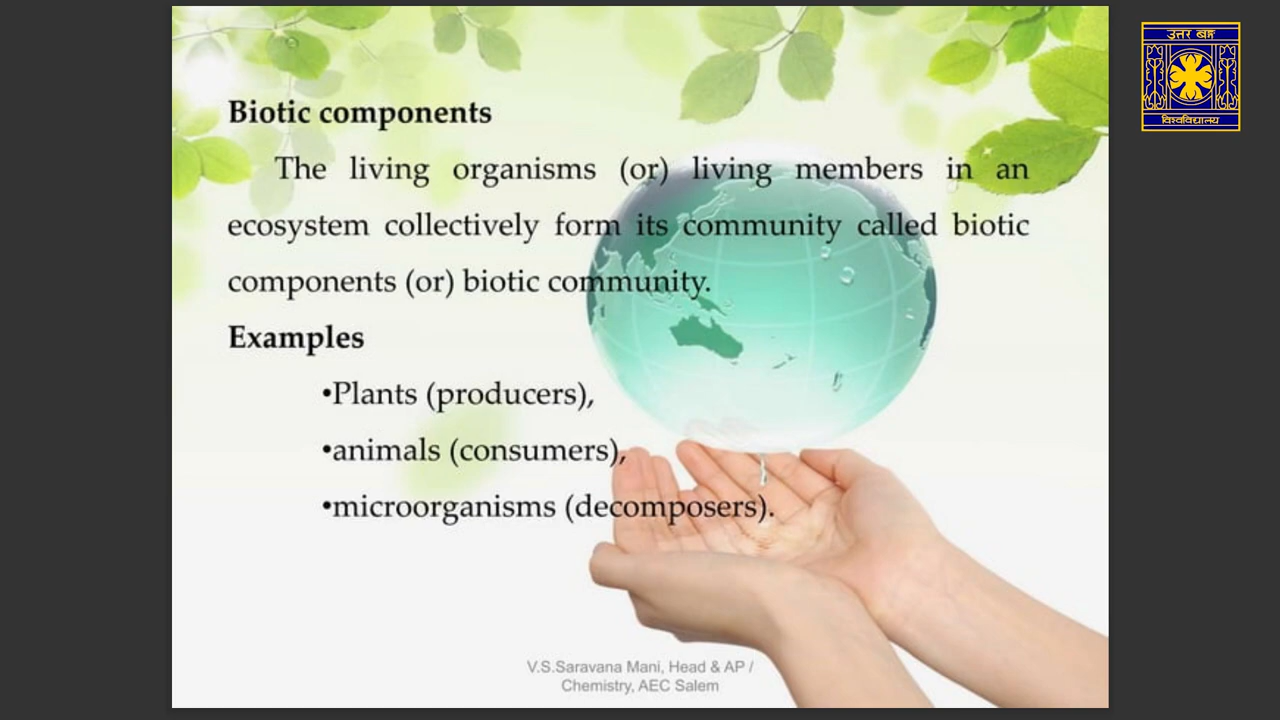 Biotic components
The living organisms (or) living members in an
ecosystem collectively form its community called biotic
components (or) biotic community.
Examples
•Plants (producers),
•animals (consumers),
•microorganisms (decomposers).
V.S.Saravana Mani, Head & AP /
Chemistry, AEC Salem
उत्तर बङ्ग
विश्वविद्यालय